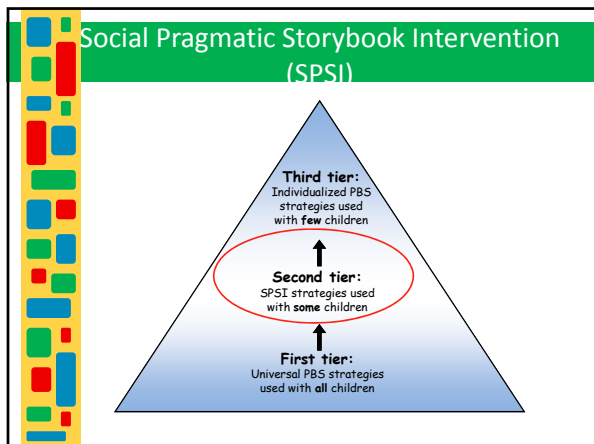 Social Pragmatic Storybook Intervention
(SPSI)
Third tier:
Individualized PBS
strategies used
with few children
Second tier:
SPSI strategies used
with some children
First tier:
Universal PBS strategies
used with all children